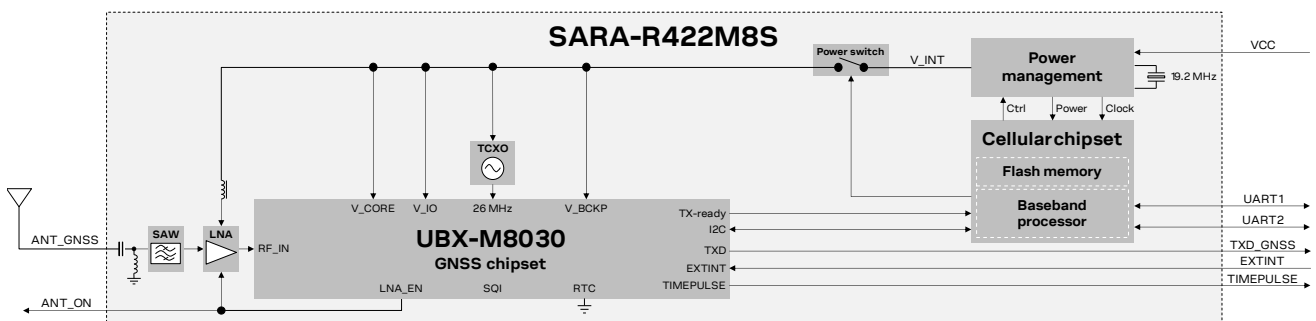 SARA-R422M8S
Power switch
V_INT
Power
management
VCC
19.2 MHz
Ctrl
Power
Clock
Cellular chipset
Flash memory
Baseband
processor
TCXO
V_CORE
V_IO
26 MHz
V_BCKP
ANT_GNSS
SAW
LNA
RF_IN
UBX-M8030
GNSS chipset
TX-ready
I2C
TXD
EXTINT
TIMEPULSE
LNA_EN
SQI
RTC
ANT_ON
UART1
UART2
TXD_GNSS
EXTINT
TIMEPULSE